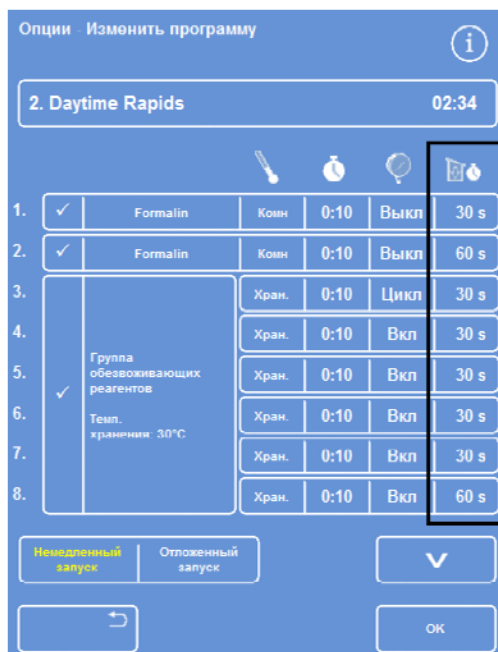 Опции - Изменить программу
i
2. Daytime Rapids 02:34
1. ✓ Formalin Комн 0:10 Выкл 30 s
2. ✓ Formalin Комн 0:10 Выкл 60 s
3. Хран. 0:10 Цикл 30 s
4. Хран. 0:10 Вкл 30 s
5. Хран. 0:10 Вкл 30 s
6. Хран. 0:10 Вкл 30 s
7. Хран. 0:10 Вкл 30 s
8. Хран. 0:10 Вкл 60 s
✓ Группа
обезвоживающих
реагентов
Темп.
хранения: 30°C
Немедленный
запуск
Отложенный
запуск
ОК